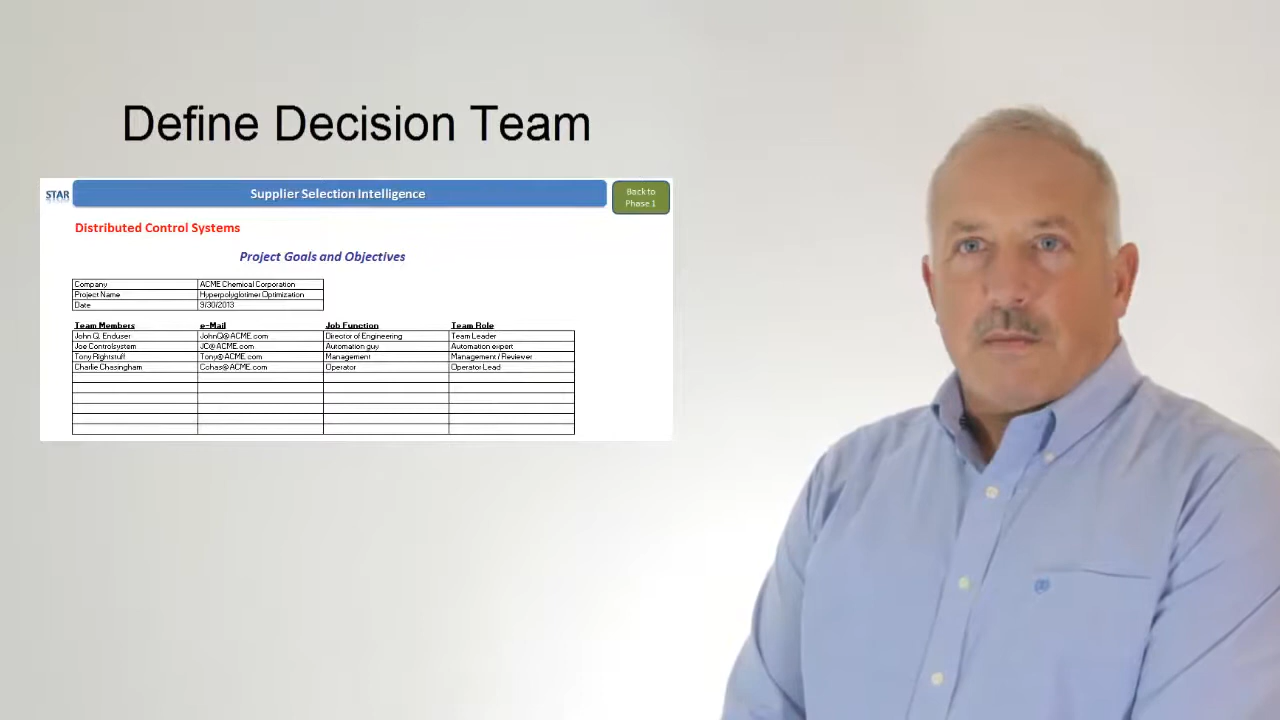 Define Decision Team
STAR Supplier Selection Intelligence Back to
Phase 1
Distributed Control Systems
Project Goals and Objectives
Company ACME Chemical Corporation
Project Name Hyperpolyglorimer Optimization
Date 9/30/2013
Team Members e-Mail Job Function Team Role
John Q. Enduser JohnQ@ACME.com Director of Engineering Team Leader
Joe Controlsystem JC@ACME.com Automation guy Automation expert
Tony Rightstuff Tony@ACME.com Management Management / Reviewer
Charlie Chasingham Cchas@ACME.com Operator Operator Lead